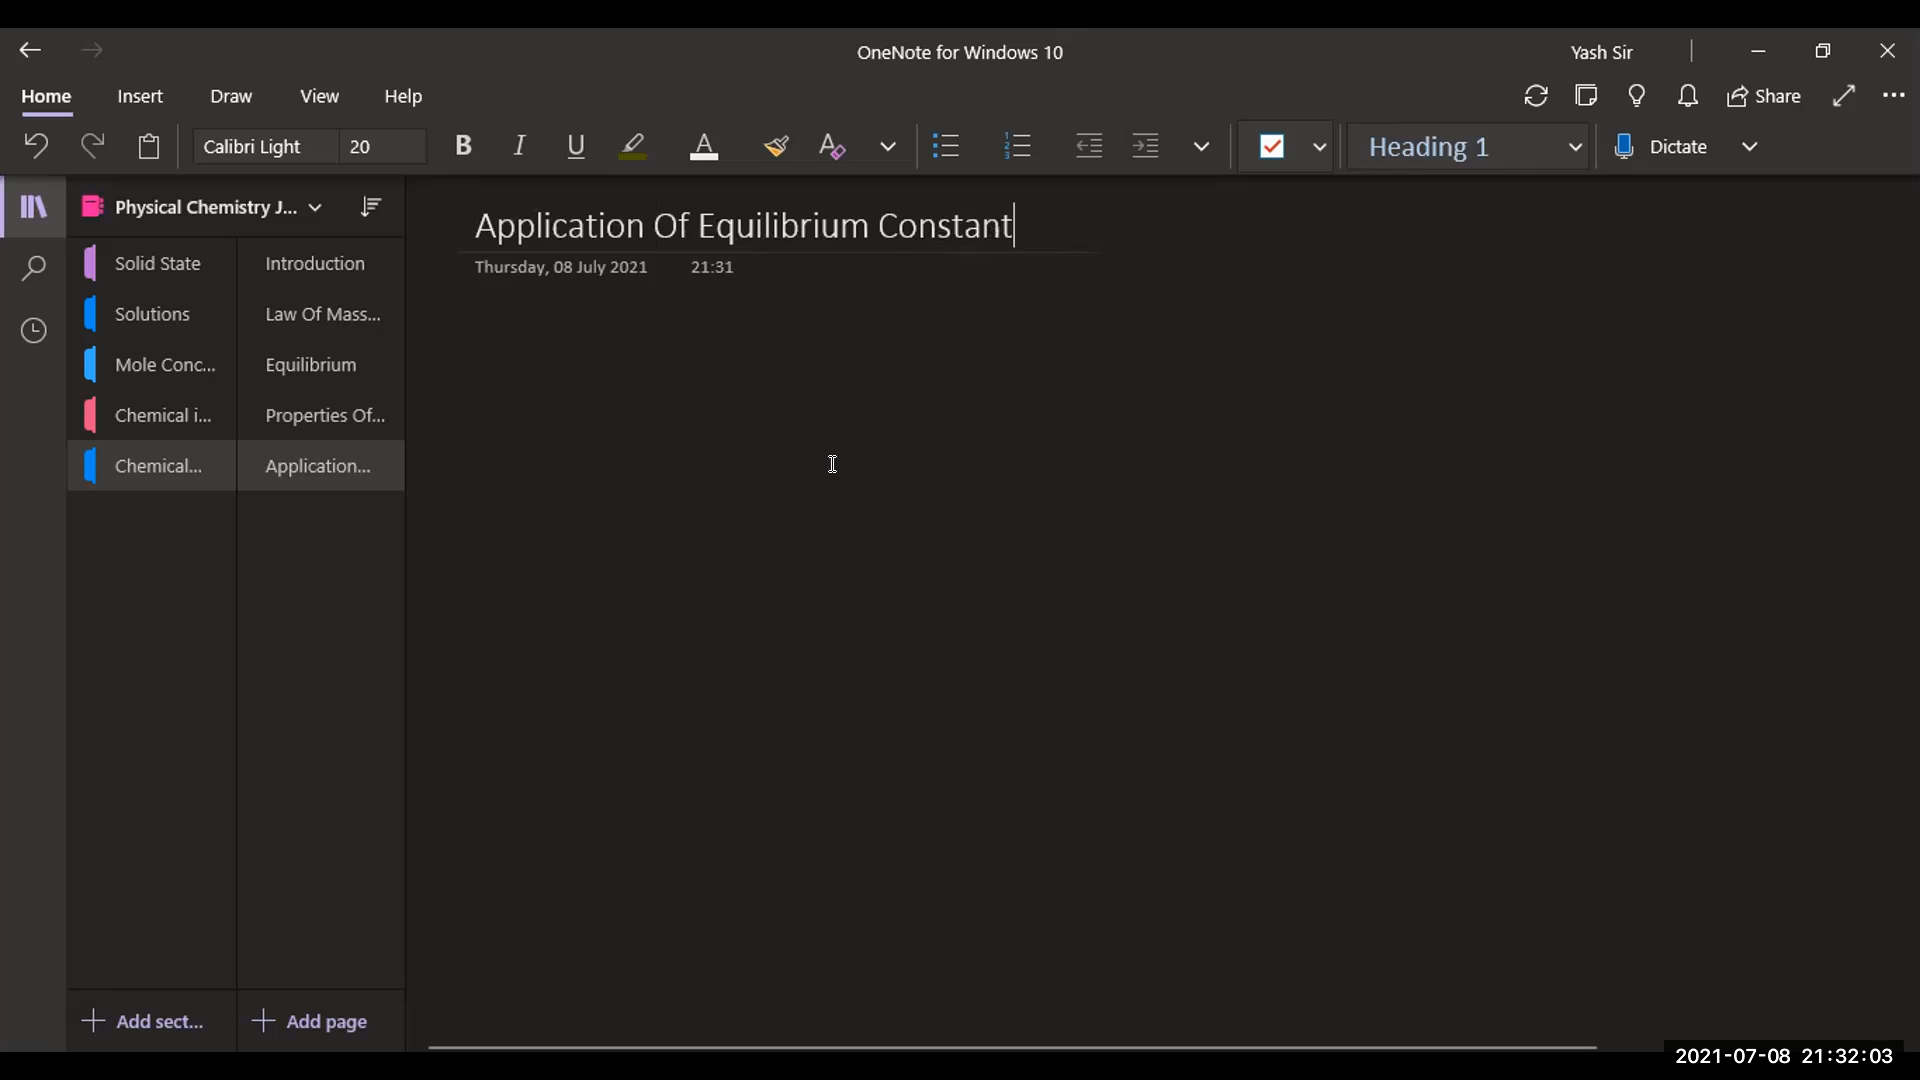 OneNote for Windows 10
Yash Sir
Home Insert Draw View Help
Share
Calibri Light 20
B I U A A
Heading 1
Dictate
Physical Chemistry J...
Application Of Equilibrium Constant
Thursday, 08 July 2021 21:31
Solid State
Solutions
Mole Conc...
Chemical i...
Chemical...
Introduction
Law Of Mass...
Equilibrium
Properties Of...
Application...
Add sect...
Add page
2021-07-08 21:32:03